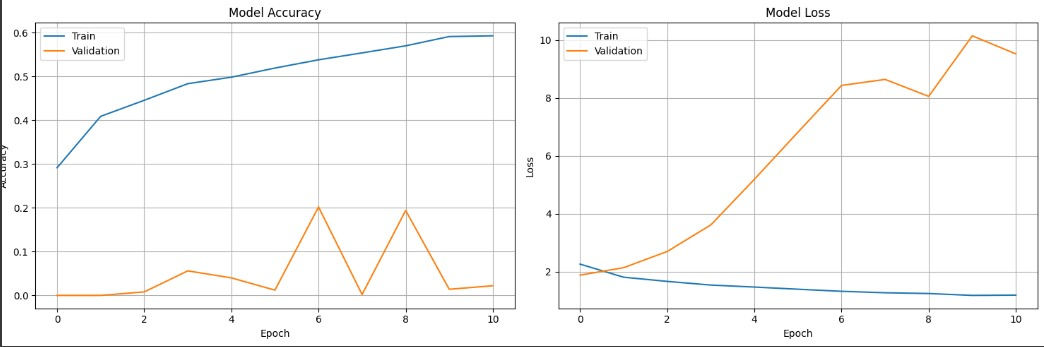 Model Accuracy
Train
Validation
0.6
0.5
0.4
0.3
0.2
0.1
0.0
Accuracy
0 2 4 6 8 10
Epoch
Model Loss
Train
Validation
10
8
6
4
2
Loss
0 2 4 6 8 10
Epoch